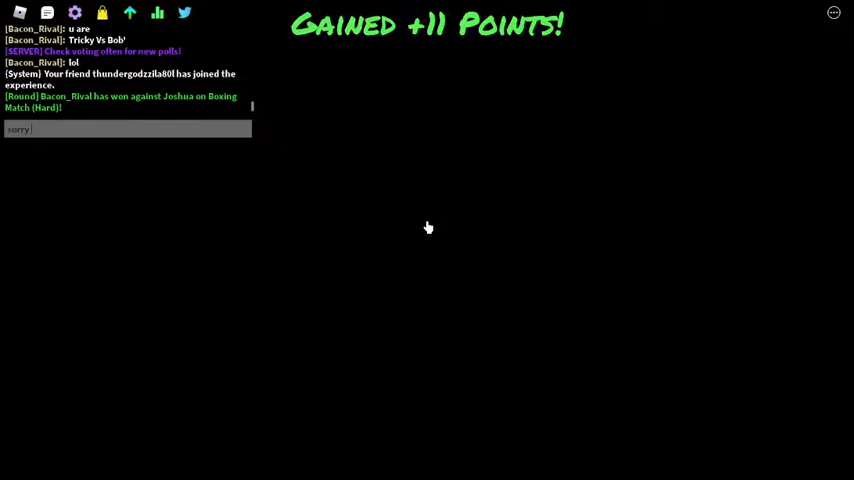 Gained +11 Points!
[Bacon_Rival]: u are
[Bacon_Rival]: Tricky Vs Bob'
[SERVER] Check voting often for new polls!
[Bacon_Rival]: lol
{System} Your friend thundergodzzila80l has joined the
experience.
[Round] Bacon_Rival has won against Joshua on Boxing
Match (Hard)!
sorry